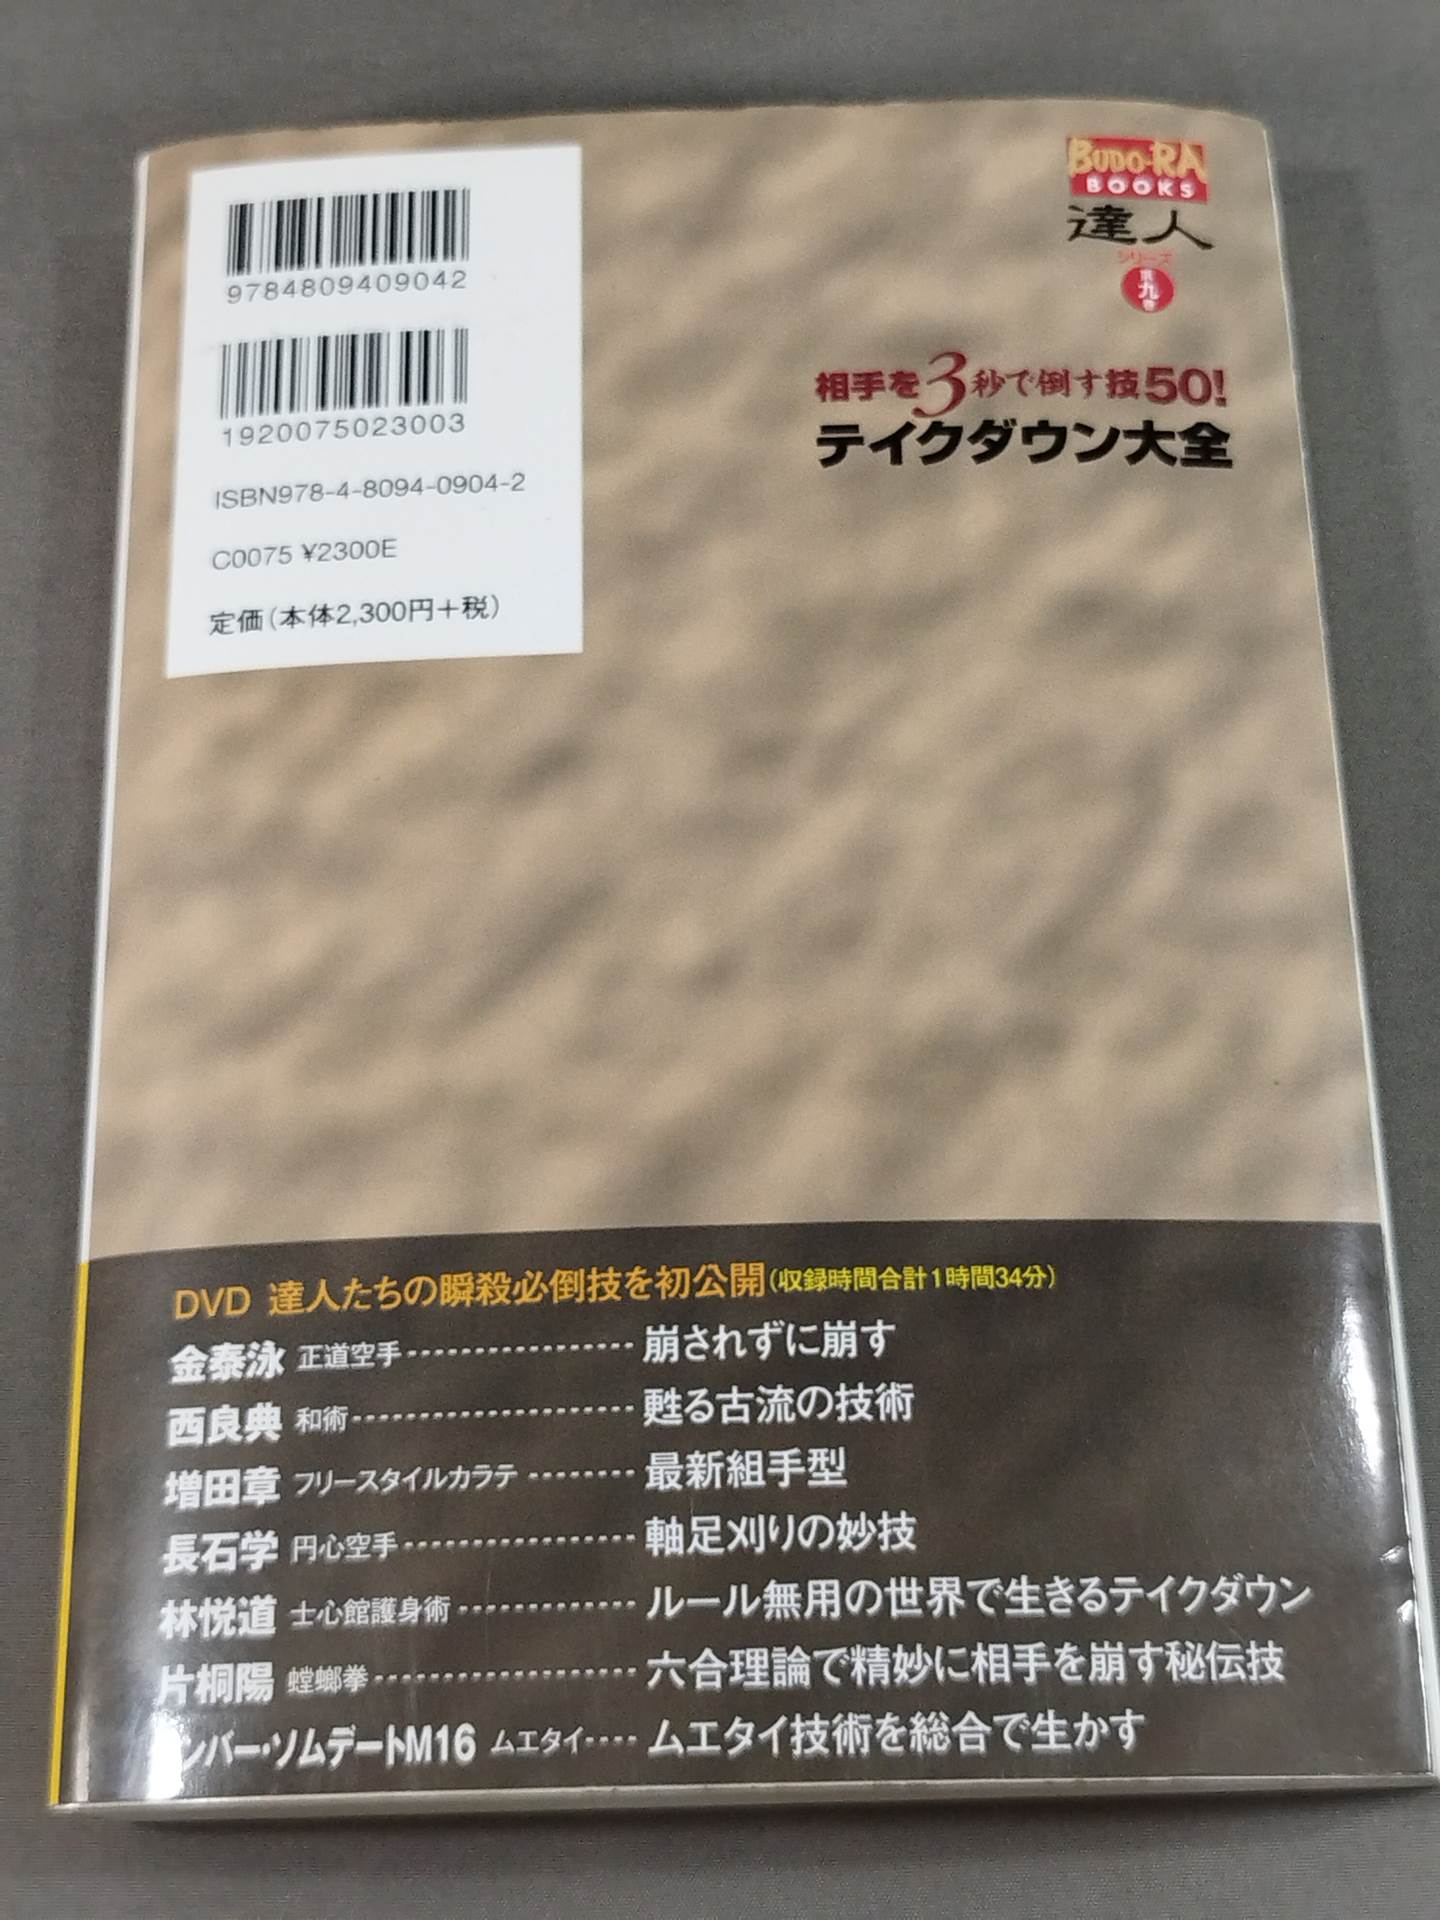 9784809409042
1920075023003
ISBN978-4-8094-0904-2
C0075 ¥2300E
定価(本体2,300円+税)
BUDO-RA
BOOKS
達人
シリーズ
第九巻
相手を3秒で倒す技50!
テイクダウン大全
DVD 達人たちの瞬殺必倒技を初公開(収録時間合計1時間34分)
金泰泳 正道空手 崩されずに崩す
西良典 和術 甦る古流の技術
増田章 フリースタイルカラテ 最新組手型
長石学 円心空手 軸足刈りの妙技
林悦道 士心館護身術 ルール無用の世界で生きるテイクダウン
片桐陽 螳螂拳 六合理論で精妙に相手を崩す秘伝技
ンバー・ソムデートM16 ムエタイ ムエタイ技術を総合で生かす